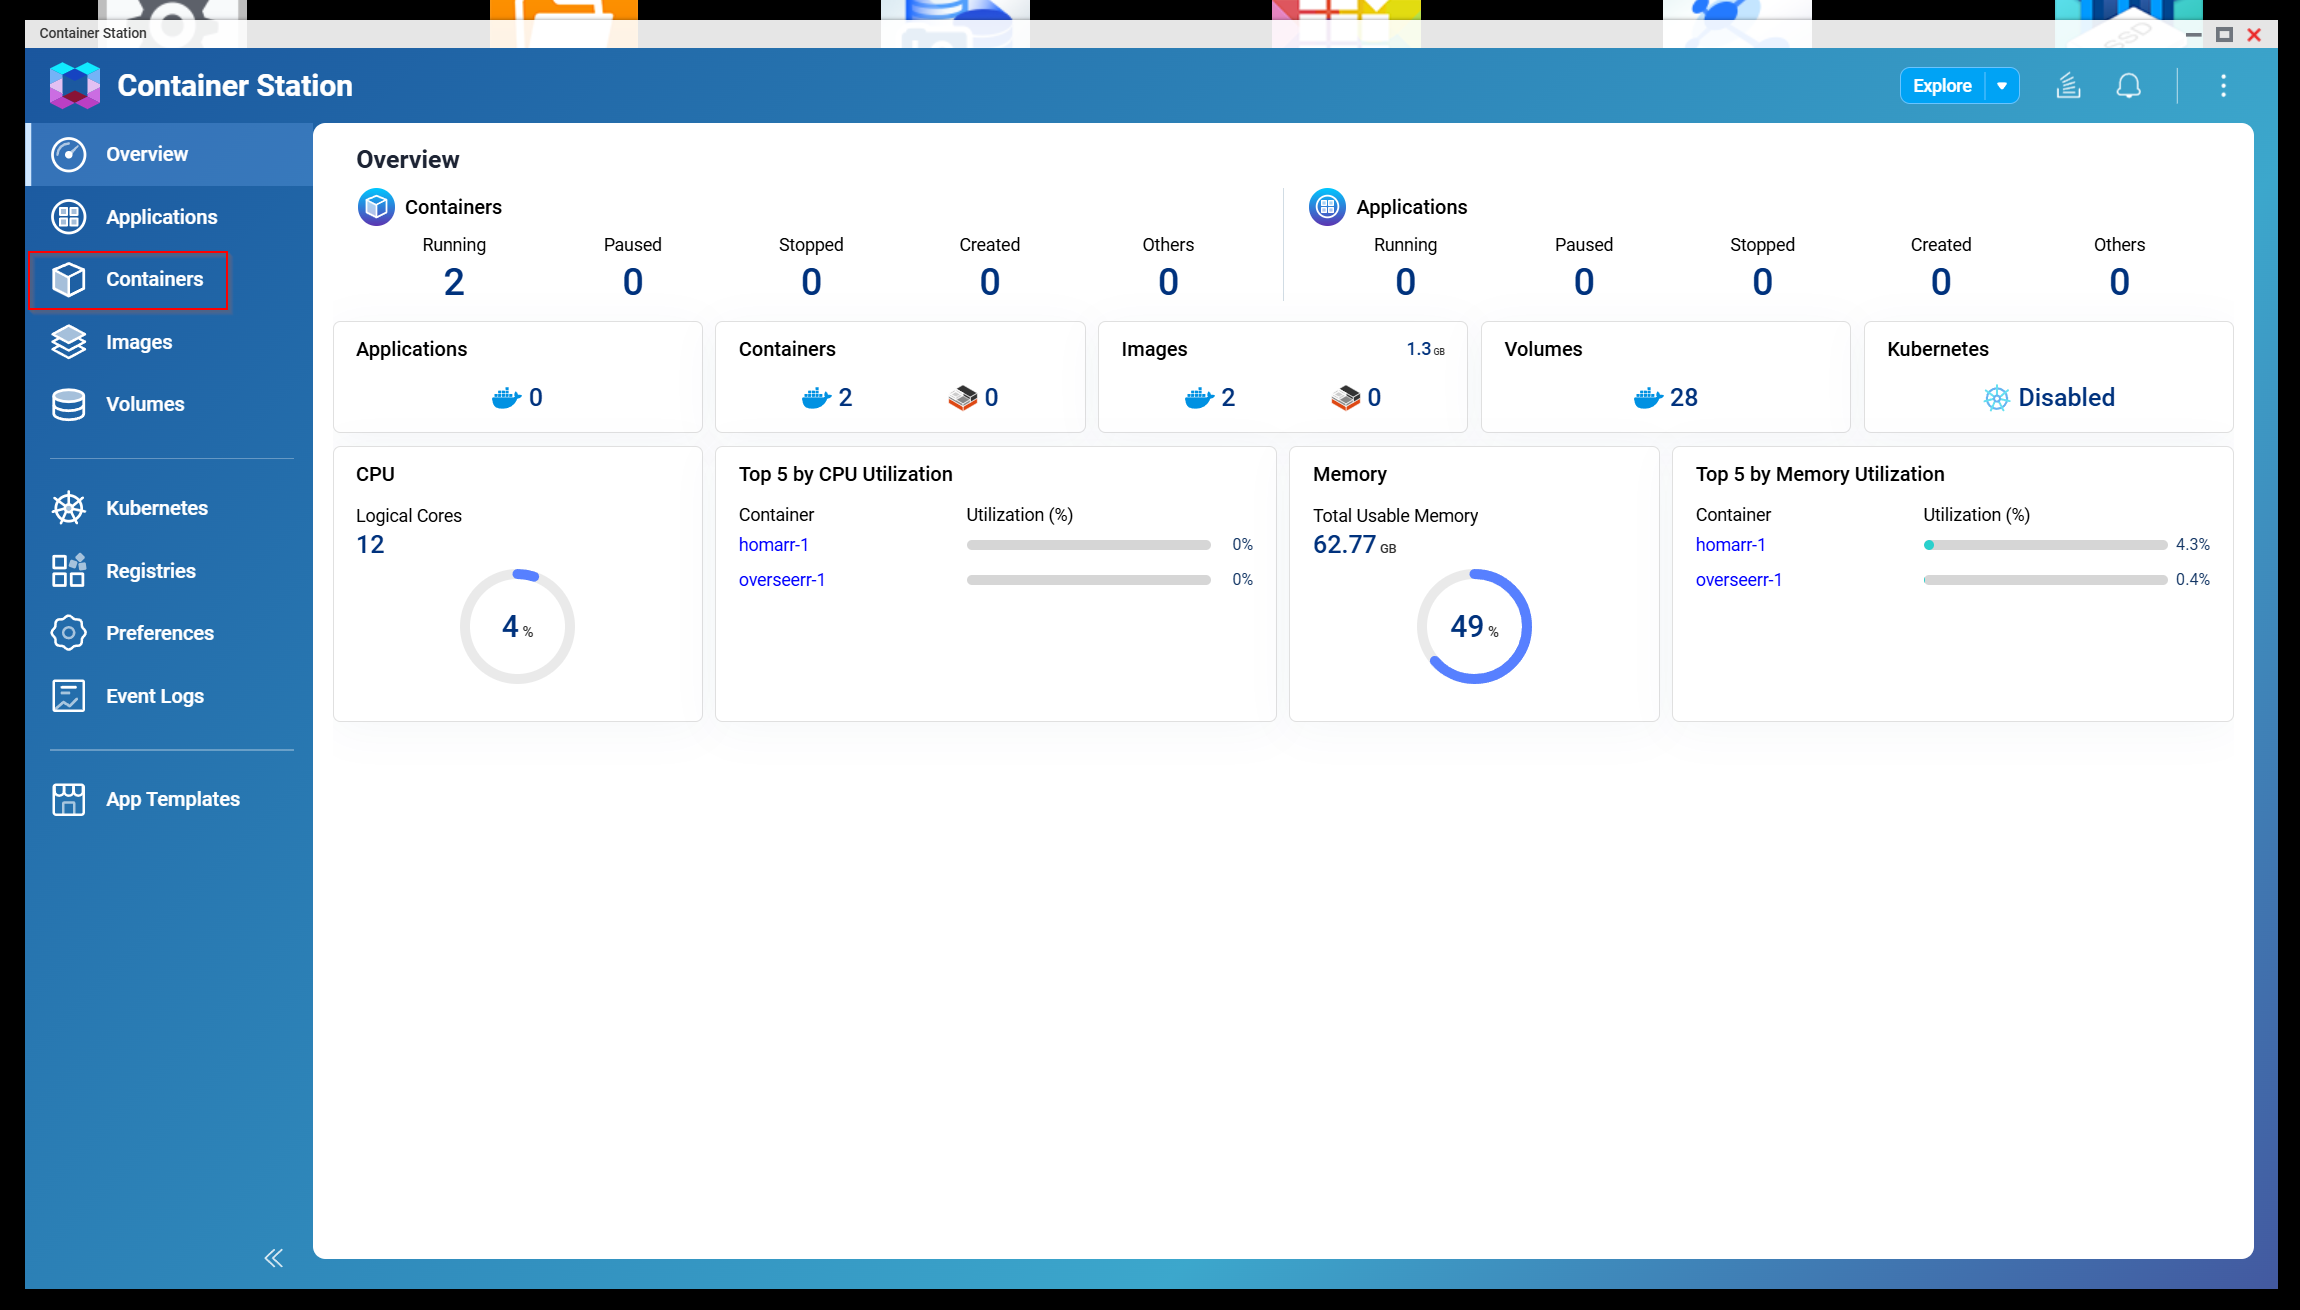 Container Station
SSD
Container Station
Explore
Overview
Applications
Containers
Images
Volumes
Kubernetes
Registries
Preferences
Event Logs
App Templates
Overview
Containers
Running Paused Stopped Created Others
2 0 0 0 0
Applications
Running Paused Stopped Created Others
0 0 0 0 0
Applications
0
Containers
2 0
Images 1.3 GB
2 0
Volumes
28
Kubernetes
Disabled
CPU
Logical Cores
12
4 %
Top 5 by CPU Utilization
Container Utilization (%)
homarr-1 0%
overseerr-1 0%
Memory
Total Usable Memory
62.77 GB
49 %
Top 5 by Memory Utilization
Container Utilization (%)
homarr-1 4.3%
overseerr-1 0.4%